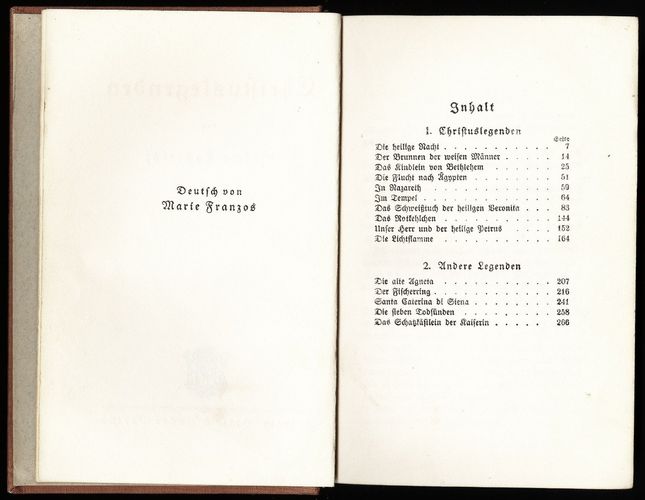 Deutsch von
Marie Franzos
Inhalt
1. Christuslegenden
Seite
Die heilige Nacht . . . . . . . . . . . 7
Der Brunnen der weisen Männer . . . . . 14
Das Kindlein von Bethlehem . . . . . . 25
Die Flucht nach Ägypten . . . . . . . . 51
In Nazareth . . . . . . . . . . . . 59
Im Tempel . . . . . . . . . . . . . 64
Das Schweißtuch der heiligen Veronika . . . 83
Das Rotkehlchen . . . . . . . . . . . 144
Unser Herr und der heilige Petrus . . . . . 152
Die Lichtflamme . . . . . . . . . . . 164
2. Andere Legenden
Die alte Agneta . . . . . . . . . . . 207
Der Fischerring . . . . . . . . . . . . 216
Santa Caterina di Siena . . . . . . . . 241
Die sieben Todsünden . . . . . . . . . 258
Das Schatzkästlein der Kaiserin . . . . . 266